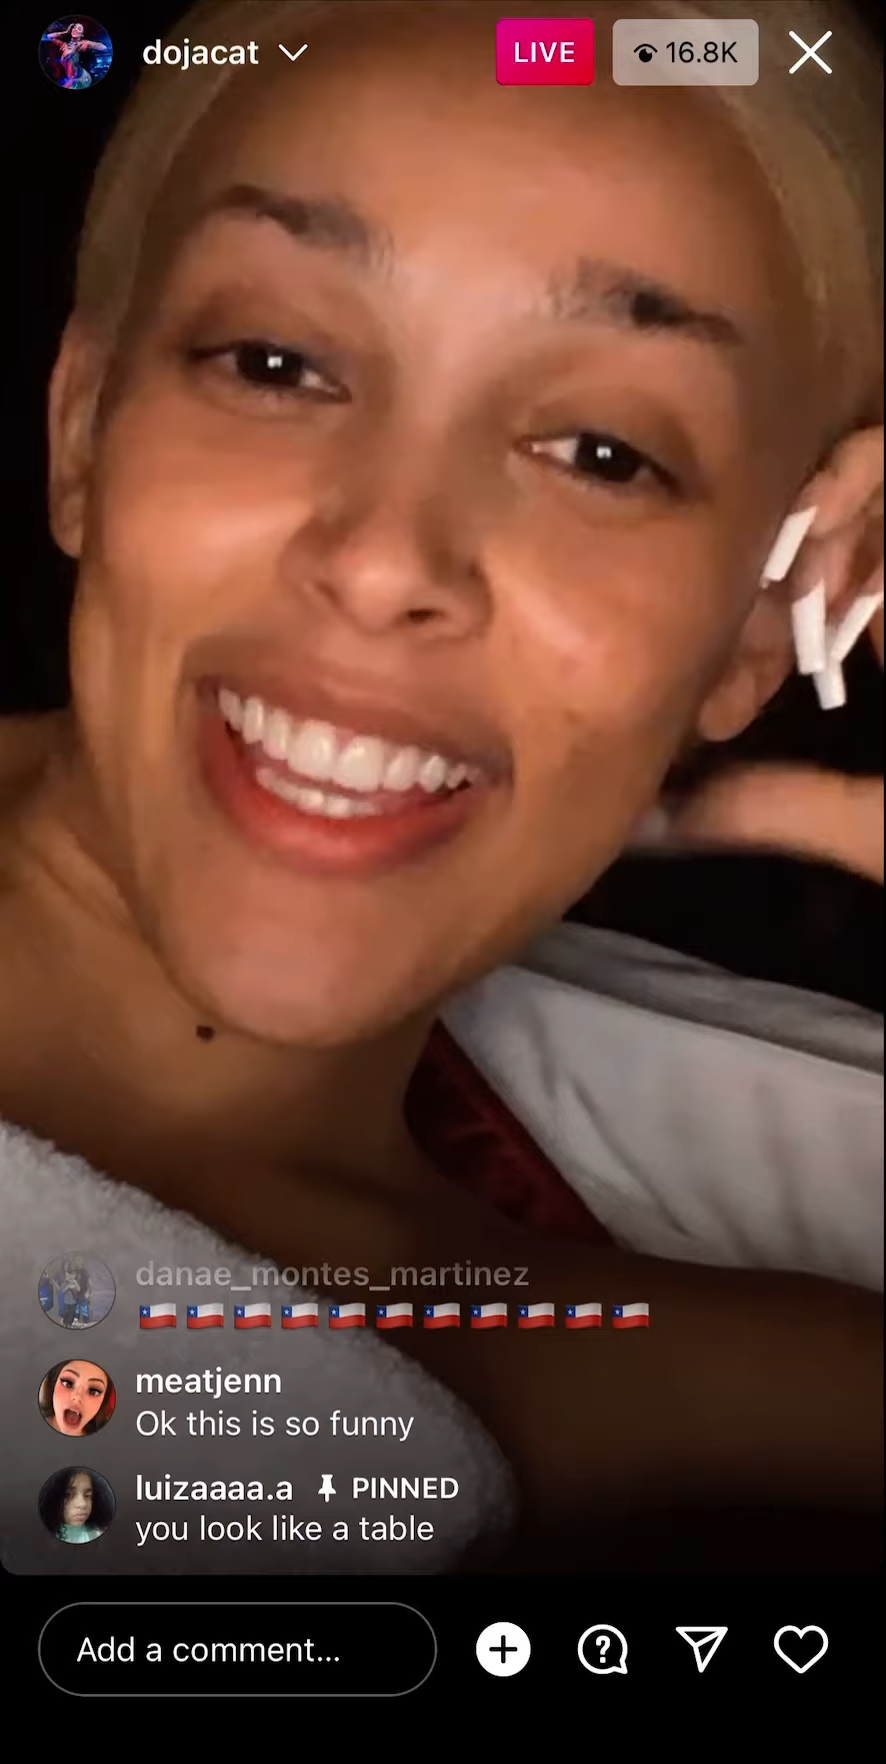 dojacat
LIVE
16.8K
danae_montes_martinez
🇨🇱🇨🇱🇨🇱🇨🇱🇨🇱🇨🇱🇨🇱🇨🇱🇨🇱🇨🇱🇨🇱
meatjenn
Ok this is so funny
luizaaaa.a PINNED
you look like a table
Add a comment...